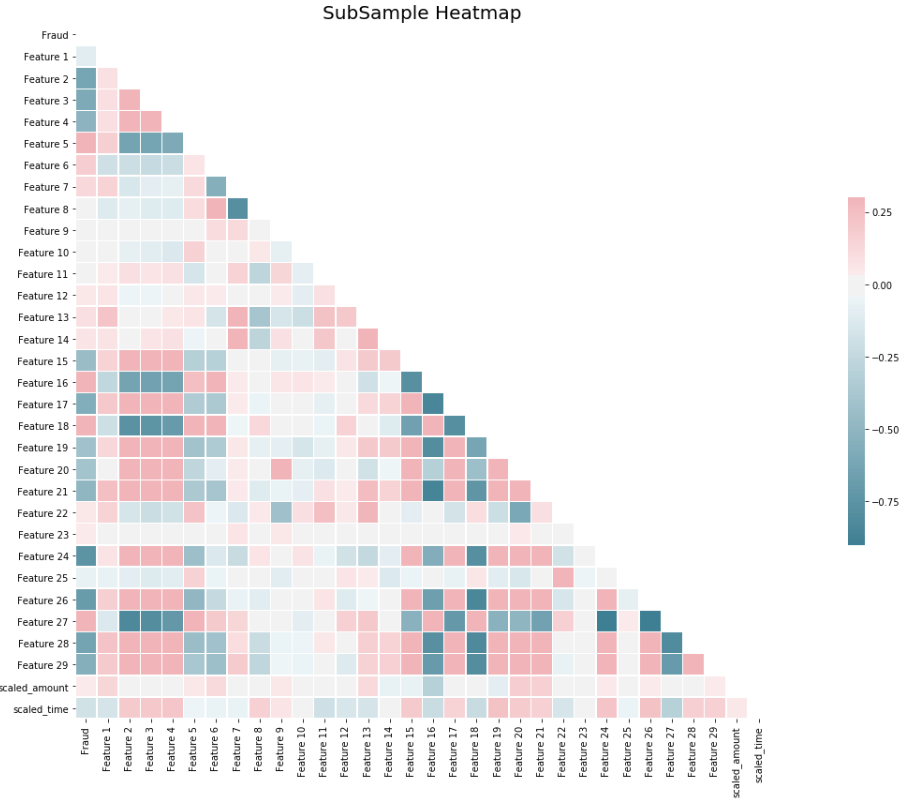 SubSample Heatmap
Fraud
Feature 1
Feature 2
Feature 3
Feature 4
Feature 5
Feature 6
Feature 7
Feature 8
Feature 9
Feature 10
Feature 11
Feature 12
Feature 13
Feature 14
Feature 15
Feature 16
Feature 17
Feature 18
Feature 19
Feature 20
Feature 21
Feature 22
Feature 23
Feature 24
Feature 25
Feature 26
Feature 27
Feature 28
Feature 29
scaled_amount
scaled_time
Fraud
Feature 1
Feature 2
Feature 3
Feature 4
Feature 5
Feature 6
Feature 7
Feature 8
Feature 9
Feature 10
Feature 11
Feature 12
Feature 13
Feature 14
Feature 15
Feature 16
Feature 17
Feature 18
Feature 19
Feature 20
Feature 21
Feature 22
Feature 23
Feature 24
Feature 25
Feature 26
Feature 27
Feature 28
Feature 29
scaled_amount
scaled_time
0.25
0.00
−0.25
−0.50
−0.75